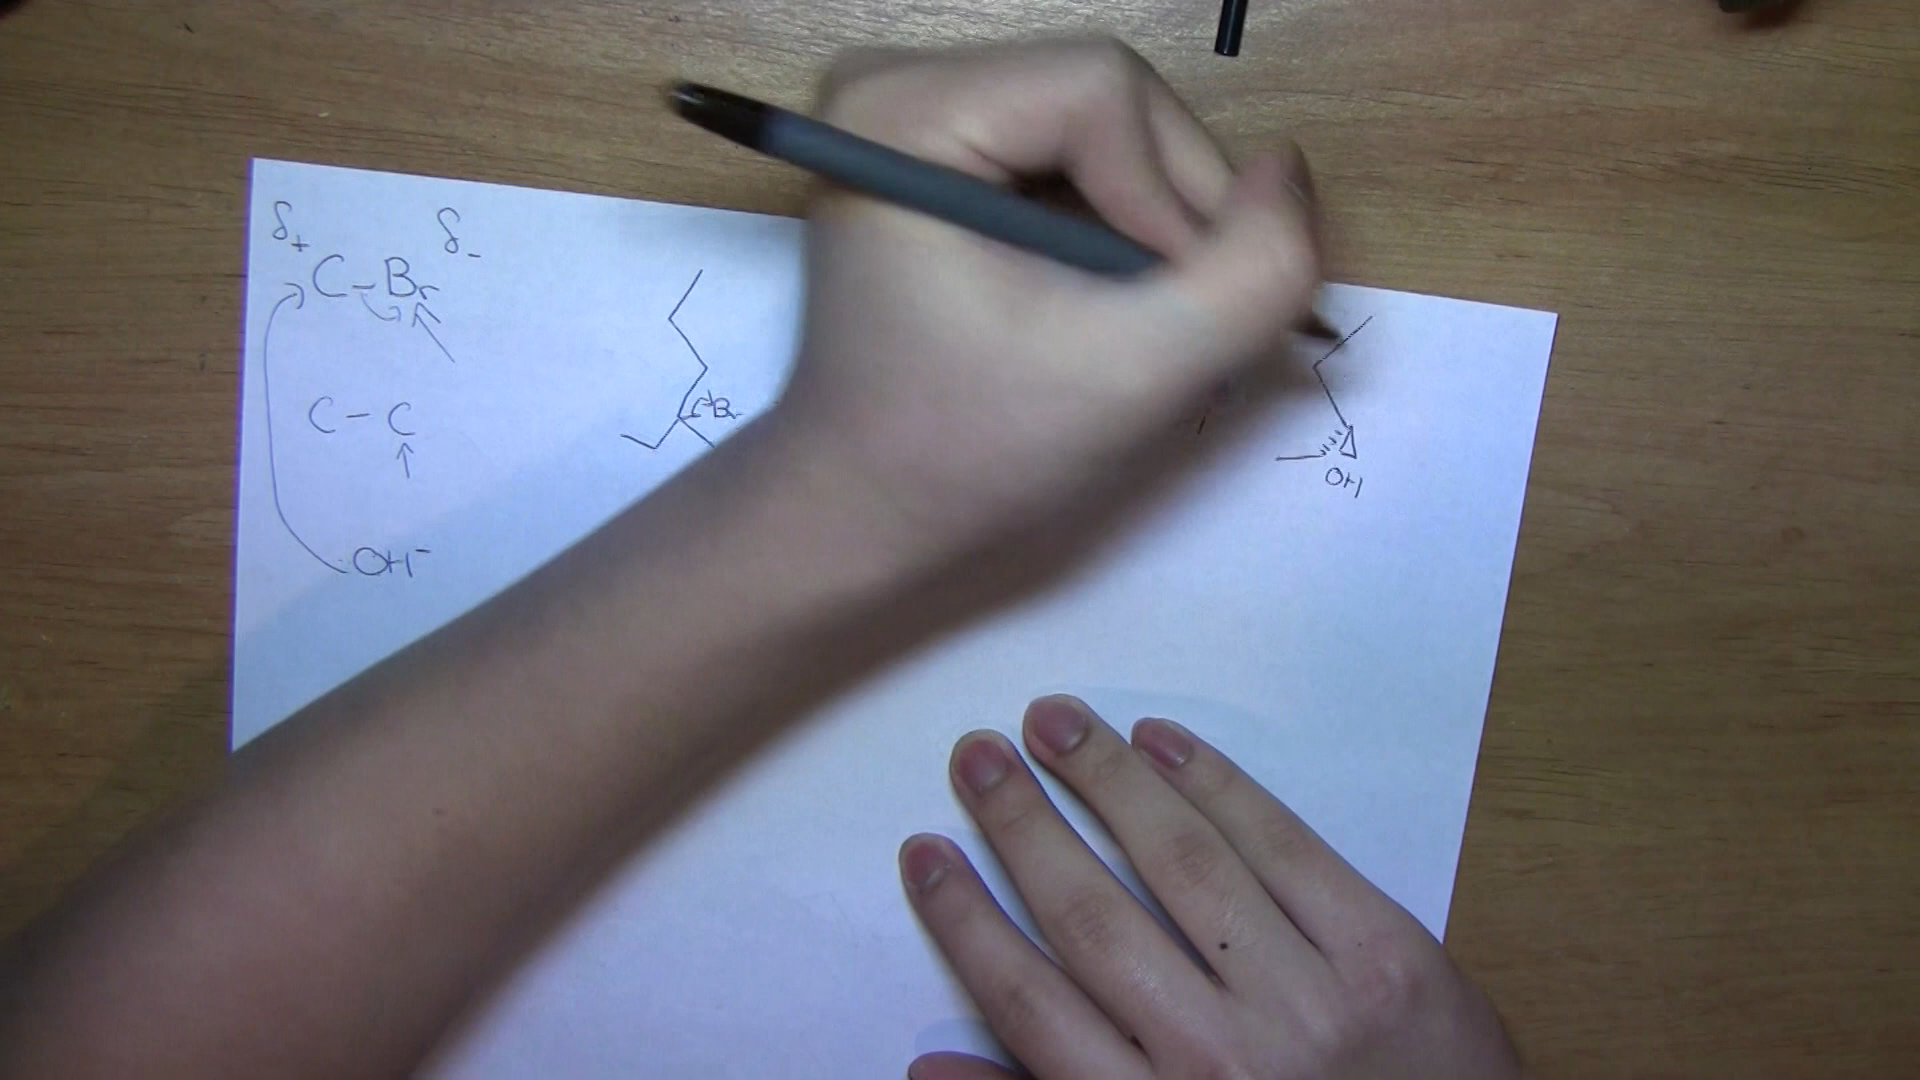 δ+ δ-
C-Br
C-C
OH⁻
Br
OH